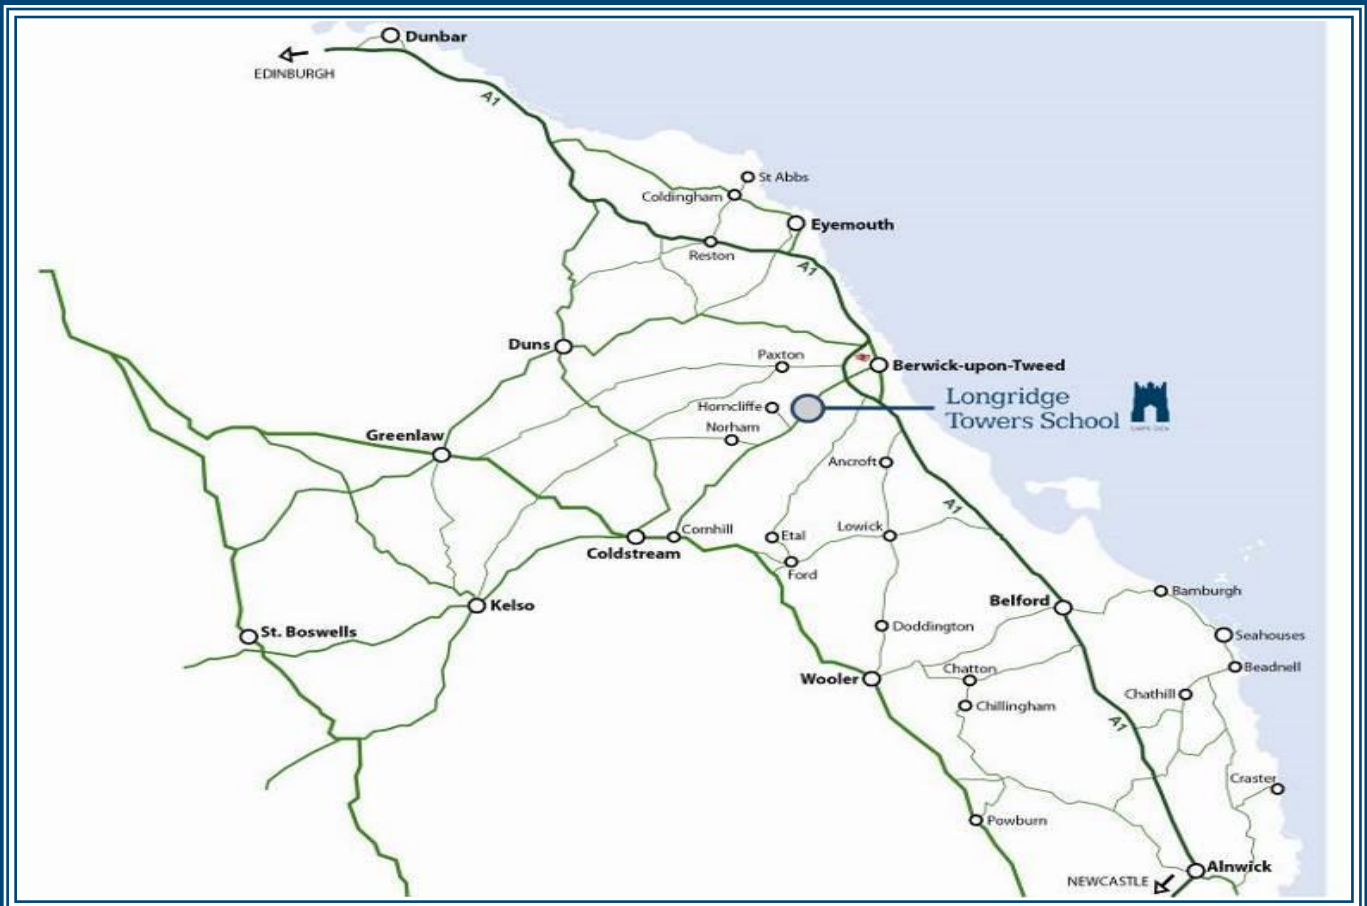 Dunbar
EDINBURGH
A1
St Abbs
Coldingham
Eyemouth
Reston
A1
Duns
Paxton
Berwick-upon-Tweed
Longridge
Towers School
Horncliffe
Norham
Greenlaw
Ancroft
A1
Cornhill
Coldstream
Etal
Lowick
Ford
Bamburgh
Belford
Kelso
St. Boswells
Doddington
Seahouses
Beadnell
Wooler
Chatton
Chathill
Chillingham
A1
Craster
Powburn
Alnwick
NEWCASTLE